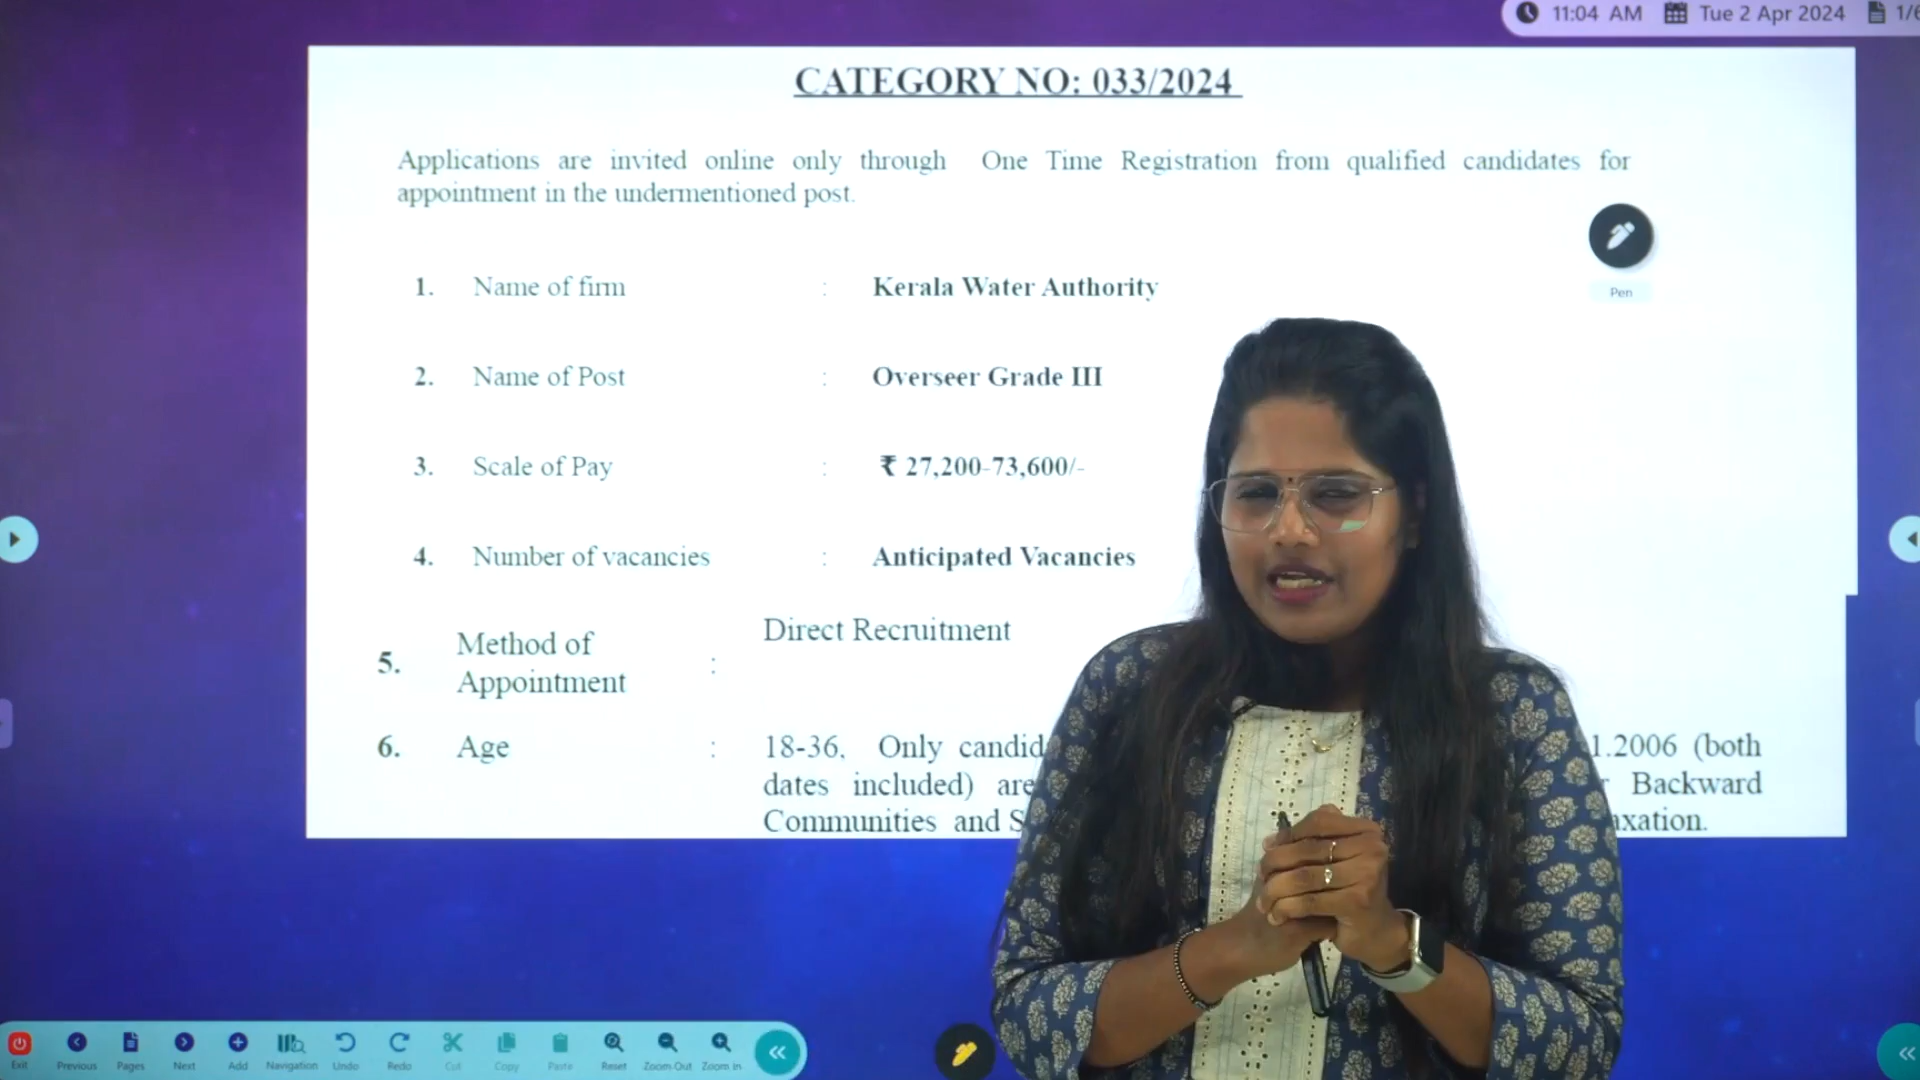 11:04 AM Tue 2 Apr 2024
CATEGORY NO: 033/2024
Applications are invited online only through One Time Registration from qualified candidates for
appointment in the undermentioned post.
Pen
1. Name of firm : Kerala Water Authority
2. Name of Post : Overseer Grade III
3. Scale of Pay : ₹ 27,200-73,600/-
4. Number of vacancies : Anticipated Vacancies
5. Method of Appointment : Direct Recruitment
6. Age : 18-36, Only 1.2006 (both
dates included) are Backward
Communities and
Exit Previous Pages Next Add Navigation Undo Redo Cut Copy Paste Reset Zoom Out Zoom In